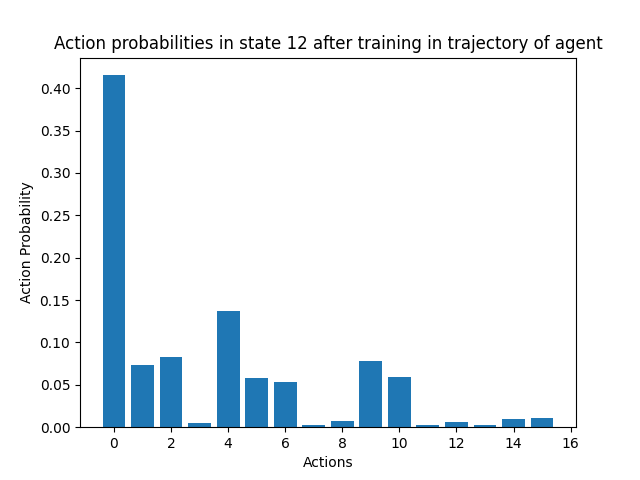 Action probabilities in state 12 after training in trajectory of agent
0.40
0.35
0.30
0.25
0.20
0.15
0.10
0.05
0.00
Action Probability
0 2 4 6 8 10 12 14 16
Actions